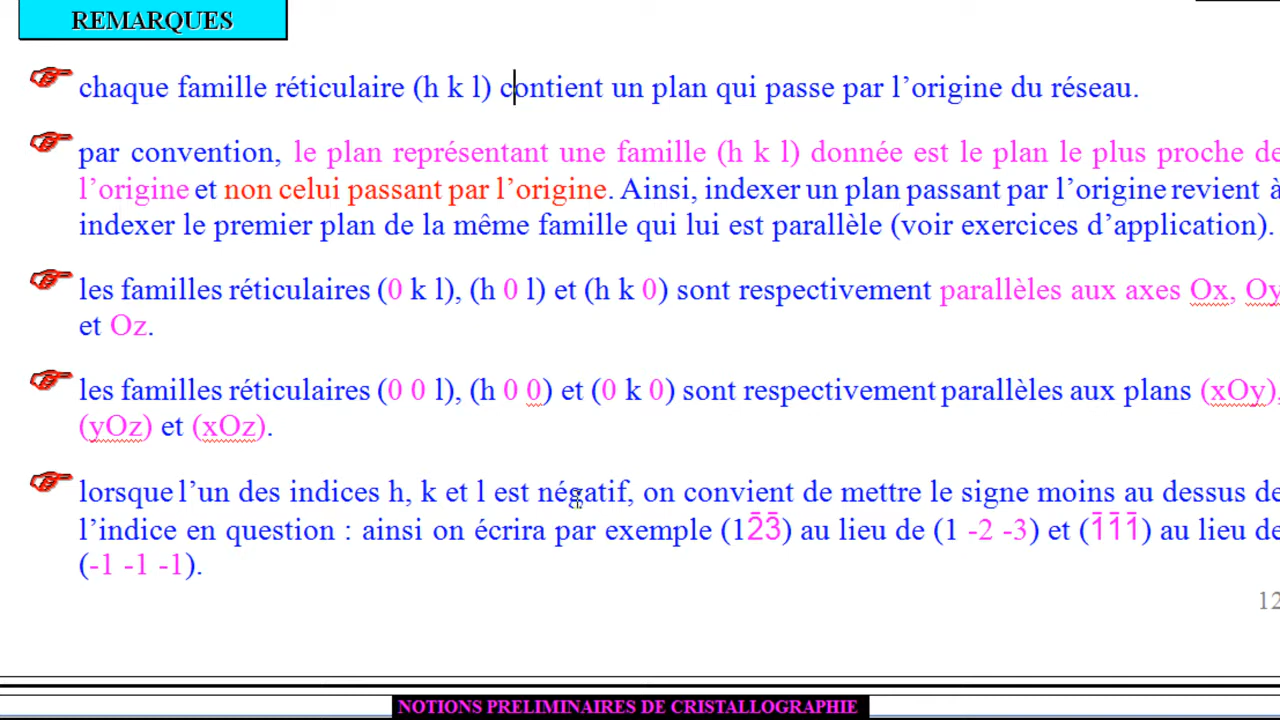 REMARQUES
chaque famille réticulaire (h k l) contient un plan qui passe par l’origine du réseau.
par convention, le plan représentant une famille (h k l) donnée est le plan le plus proche de
l’origine et non celui passant par l’origine. Ainsi, indexer un plan passant par l’origine revient à
indexer le premier plan de la même famille qui lui est parallèle (voir exercices d’application).
les familles réticulaires (0 k l), (h 0 l) et (h k 0) sont respectivement parallèles aux axes Ox, Oy
et Oz.
les familles réticulaires (0 0 l), (h 0 0) et (0 k 0) sont respectivement parallèles aux plans (xOy),
(yOz) et (xOz).
lorsque l’un des indices h, k et l est négatif, on convient de mettre le signe moins au dessus de
l’indice en question : ainsi on écrira par exemple (12̄3̄) au lieu de (1 -2 -3) et (1̄1̄1̄) au lieu de
(-1 -1 -1).
12
NOTIONS PRELIMINAIRES DE CRISTALLOGRAPHIE